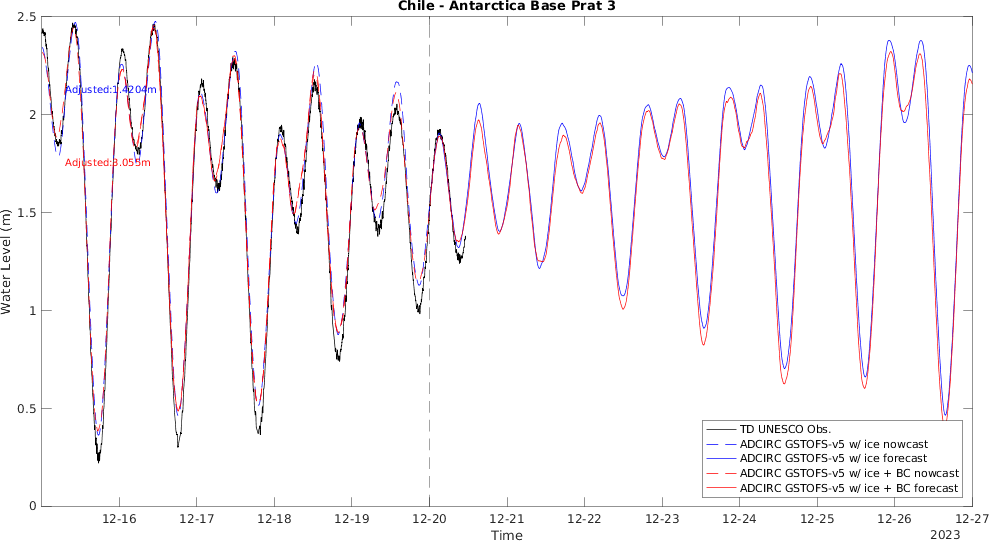 Chile - Antarctica Base Prat 3
2.5
2
1.5
1
0.5
0
Water Level (m)
Adjusted:1.4204m
Adjusted:3.055m
TD UNESCO Obs.
ADCIRC GSTOFS-v5 w/ ice nowcast
ADCIRC GSTOFS-v5 w/ ice forecast
ADCIRC GSTOFS-v5 w/ ice + BC nowcast
ADCIRC GSTOFS-v5 w/ ice + BC forecast
12-16 12-17 12-18 12-19 12-20 12-21 12-22 12-23 12-24 12-25 12-26 12-27
Time
2023